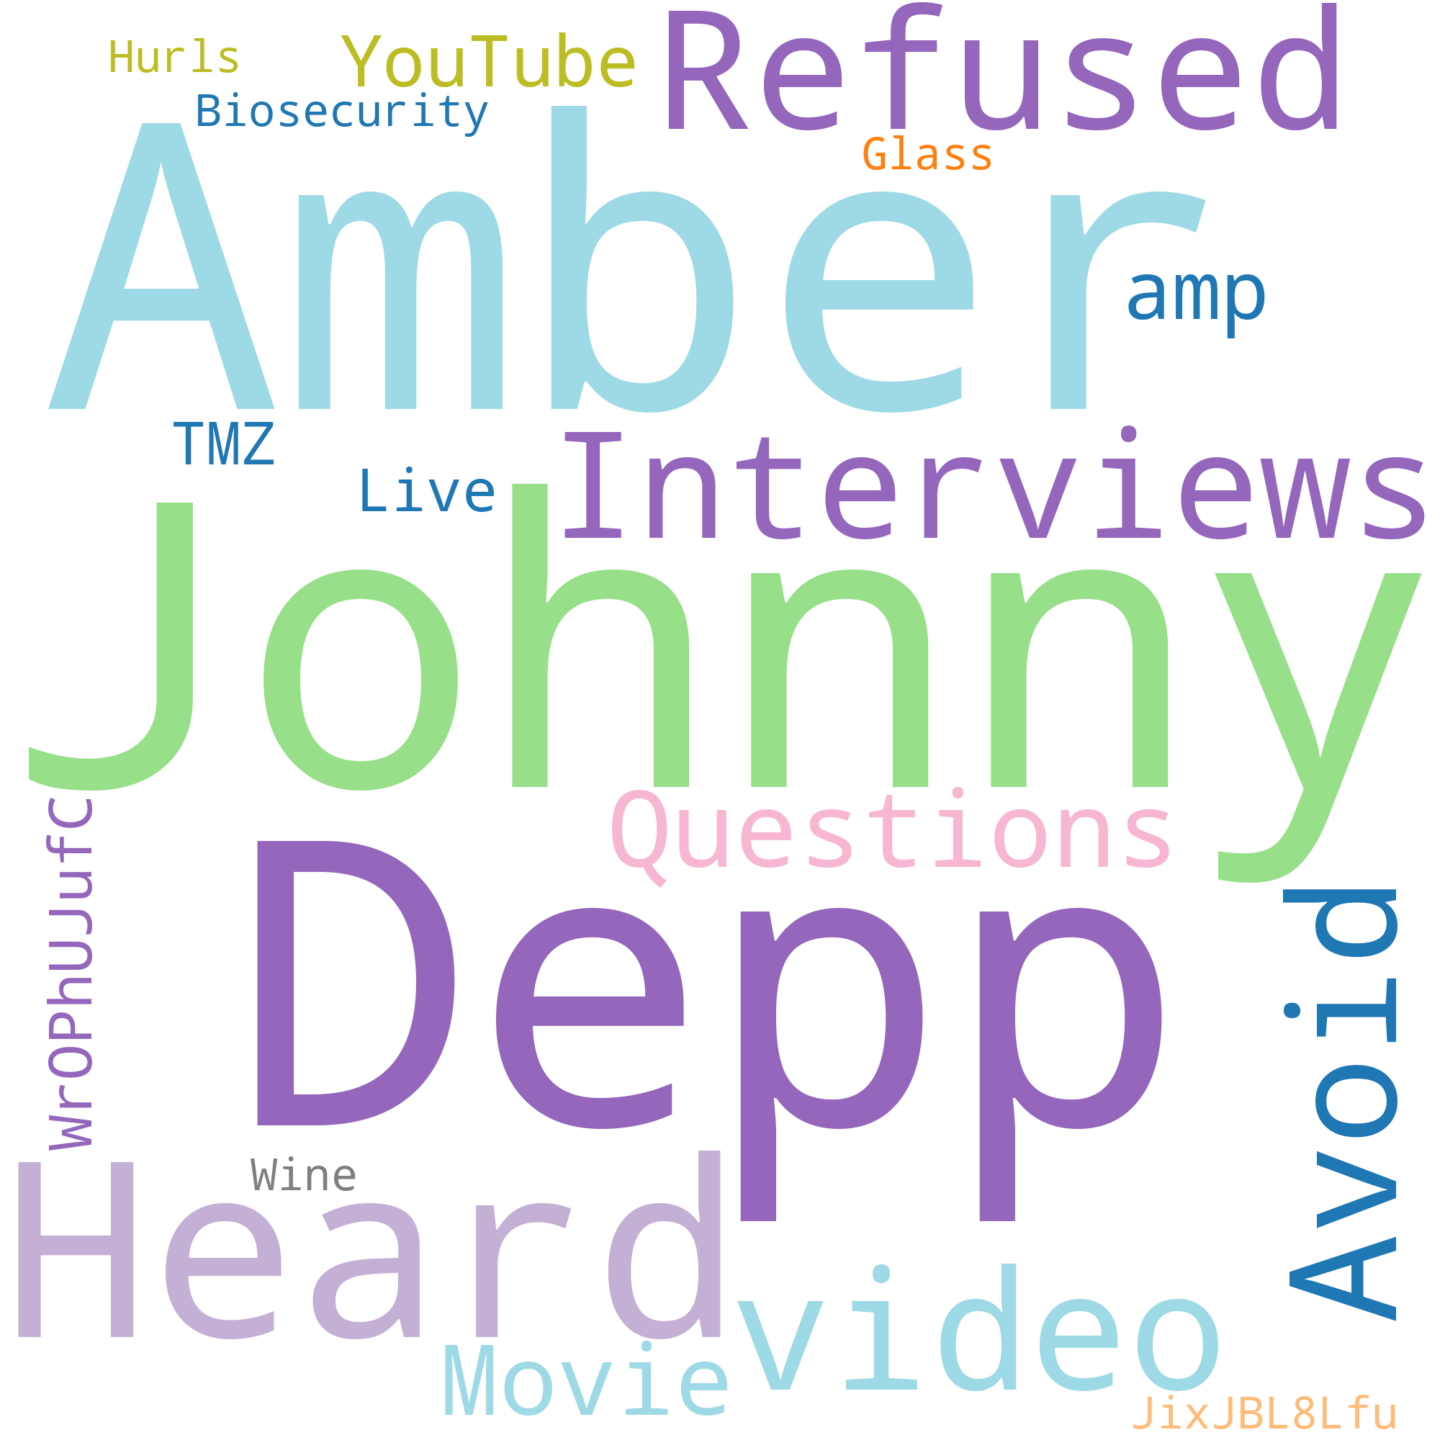 Hurls
YouTube
Refused
Biosecurity
Glass
Amber
amp
TMZ
Live
Interviews
Johnny
Questions
WrOPhUJufC
Depp
Avoid
Wine
Heard
video
Movie
JixJBL8Lfu